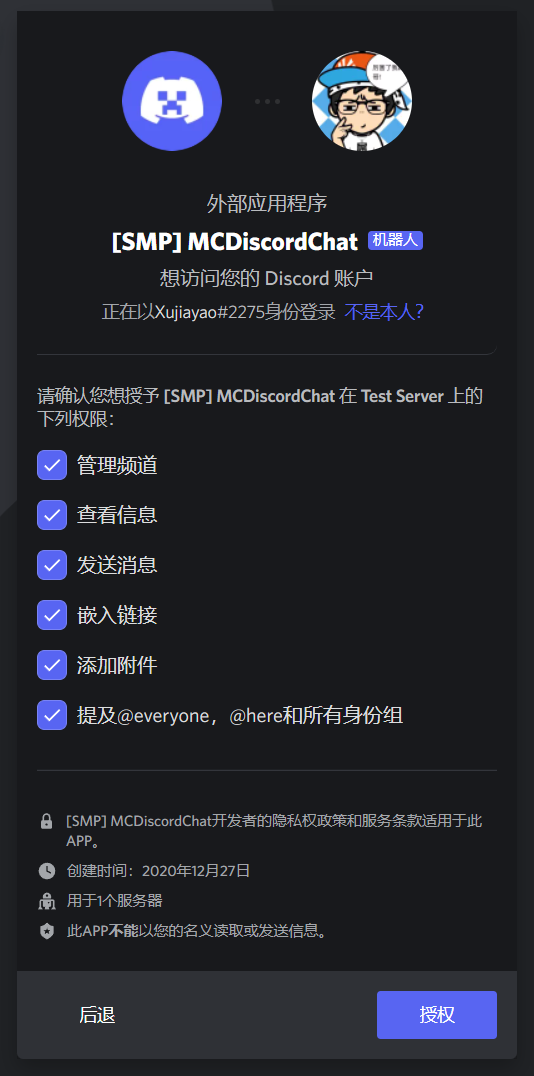 外部应用程序
[SMP] MCDiscordChat 机器人
想访问您的 Discord 账户
正在以Xujiayao#2275身份登录 不是本人？
请确认您想授予 [SMP] MCDiscordChat 在 Test Server 上的
下列权限：
管理频道
查看信息
发送消息
嵌入链接
添加附件
提及@everyone，@here和所有身份组
[SMP] MCDiscordChat开发者的隐私权政策和服务条款适用于此
APP。
创建时间：2020年12月27日
用于1个服务器
此APP不能以您的名义读取或发送信息。
后退
授权